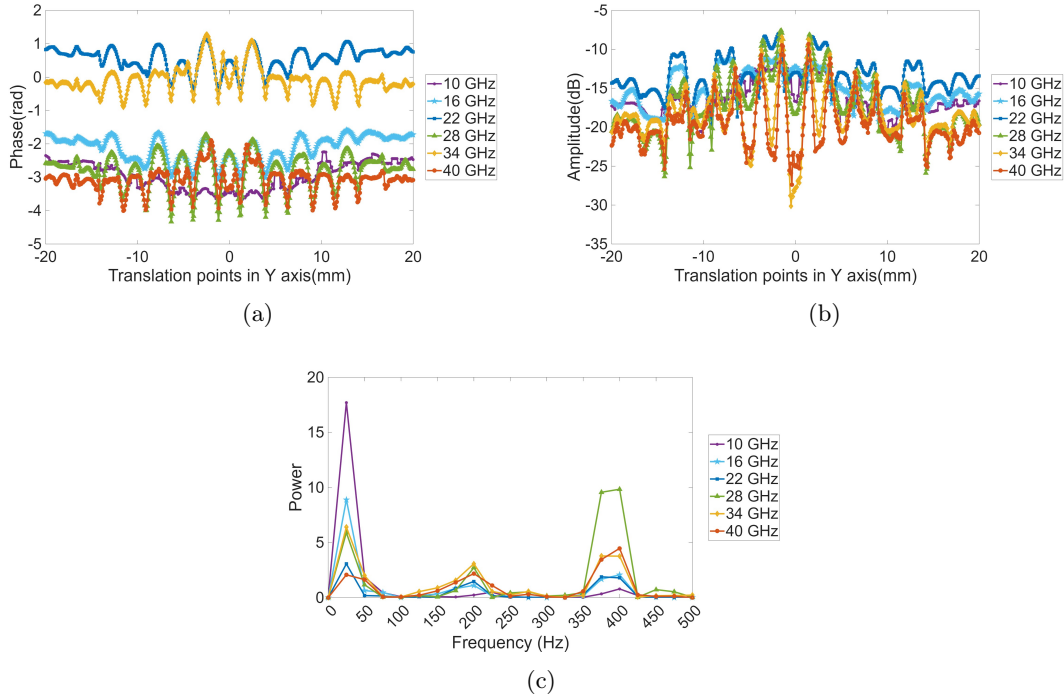 2
1
0
-1
-2
-3
-4
-5
Phase(rad)
-20 -10 0 10 20
Translation points in Y axis(mm)
10 GHz
16 GHz
22 GHz
28 GHz
34 GHz
40 GHz
(a)
-5
-10
-15
-20
-25
-30
-35
Amplitude(dB)
-20 -10 0 10 20
Translation points in Y axis(mm)
10 GHz
16 GHz
22 GHz
28 GHz
34 GHz
40 GHz
(b)
20
15
10
5
0
Power
0 50 100 150 200 250 300 350 400 450 500
Frequency (Hz)
10 GHz
16 GHz
22 GHz
28 GHz
34 GHz
40 GHz
(c)